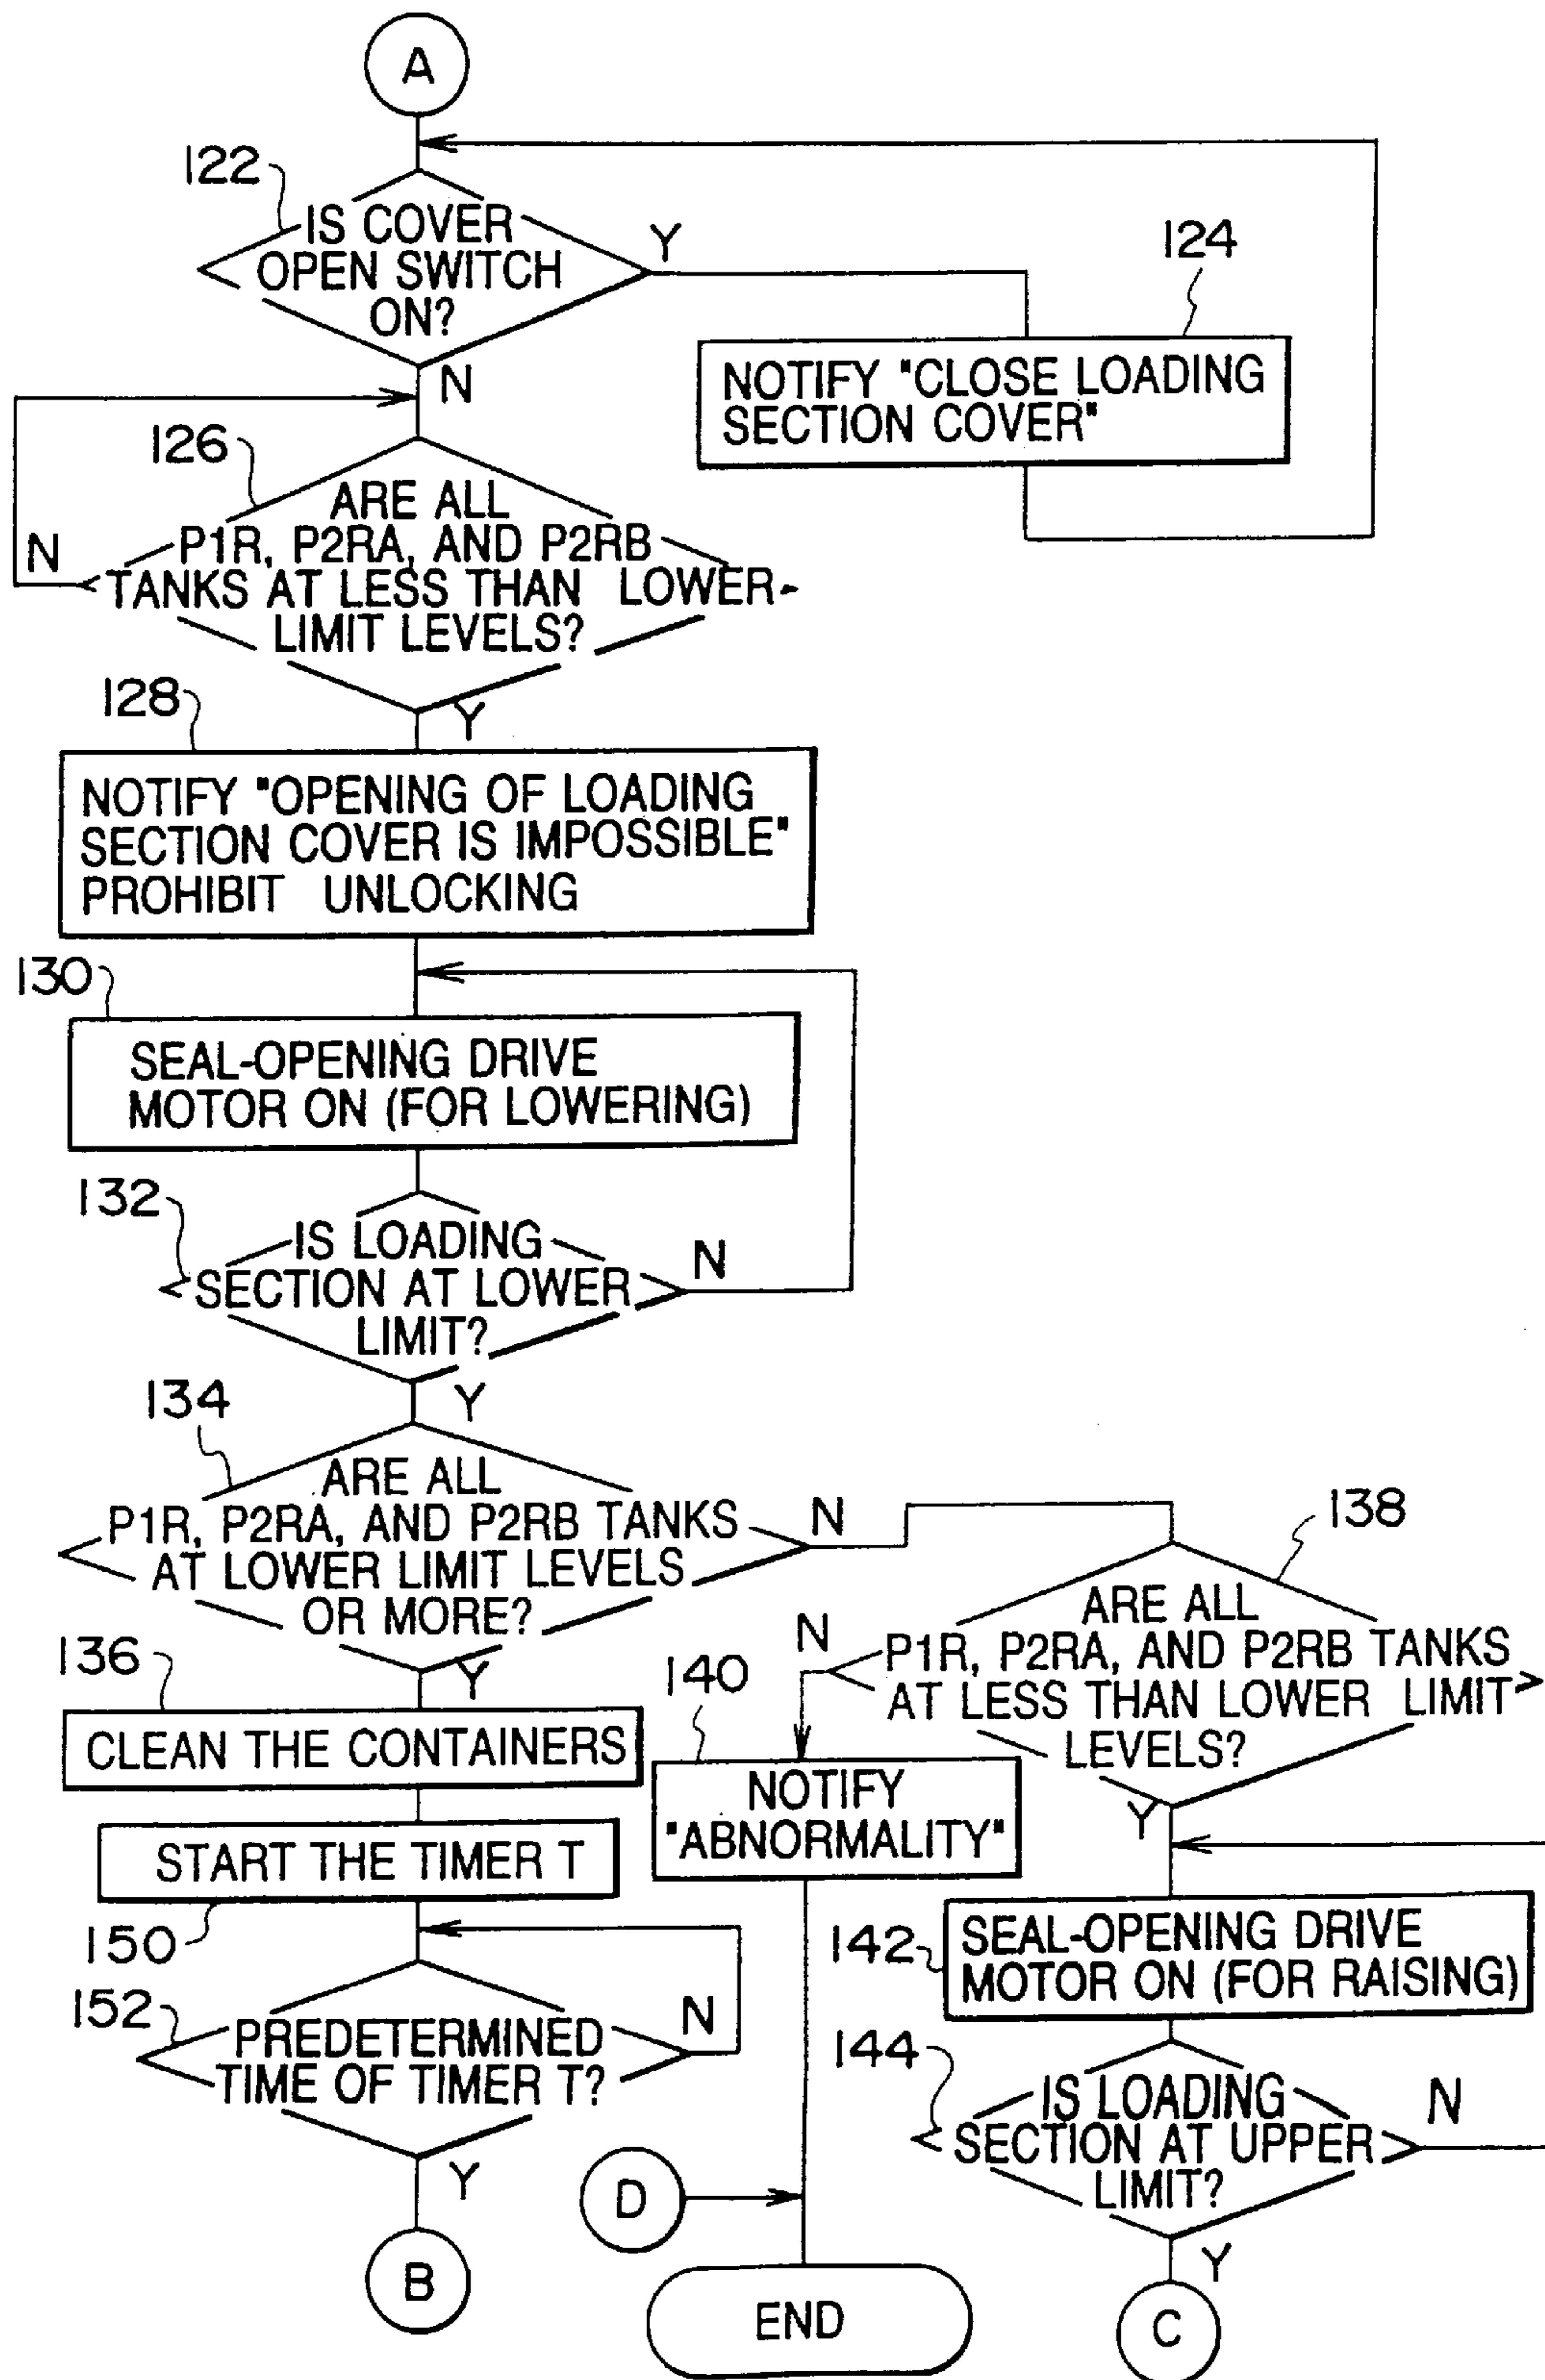 A
122
IS COVER
OPEN SWITCH
ON?
Y
124
NOTIFY "CLOSE LOADING
SECTION COVER"
N
126
ARE ALL
P1R, P2RA, AND P2RB
TANKS AT LESS THAN LOWER-
LIMIT LEVELS?
N
Y
128
NOTIFY "OPENING OF LOADING
SECTION COVER IS IMPOSSIBLE"
PROHIBIT UNLOCKING
130
SEAL-OPENING DRIVE
MOTOR ON (FOR LOWERING)
132
IS LOADING
SECTION AT LOWER
LIMIT?
N
Y
134
ARE ALL
P1R, P2RA, AND P2RB TANKS
AT LOWER LIMIT LEVELS
OR MORE?
N
Y
138
ARE ALL
P1R, P2RA, AND P2RB TANKS
AT LESS THAN LOWER LIMIT
LEVELS?
N
Y
136
CLEAN THE CONTAINERS
140
NOTIFY
"ABNORMALITY"
START THE TIMER T
150
142
SEAL-OPENING DRIVE
MOTOR ON (FOR RAISING)
152
PREDETERMINED
TIME OF TIMER T?
N
Y
144
IS LOADING
SECTION AT UPPER
LIMIT?
N
Y
D
B
END
C